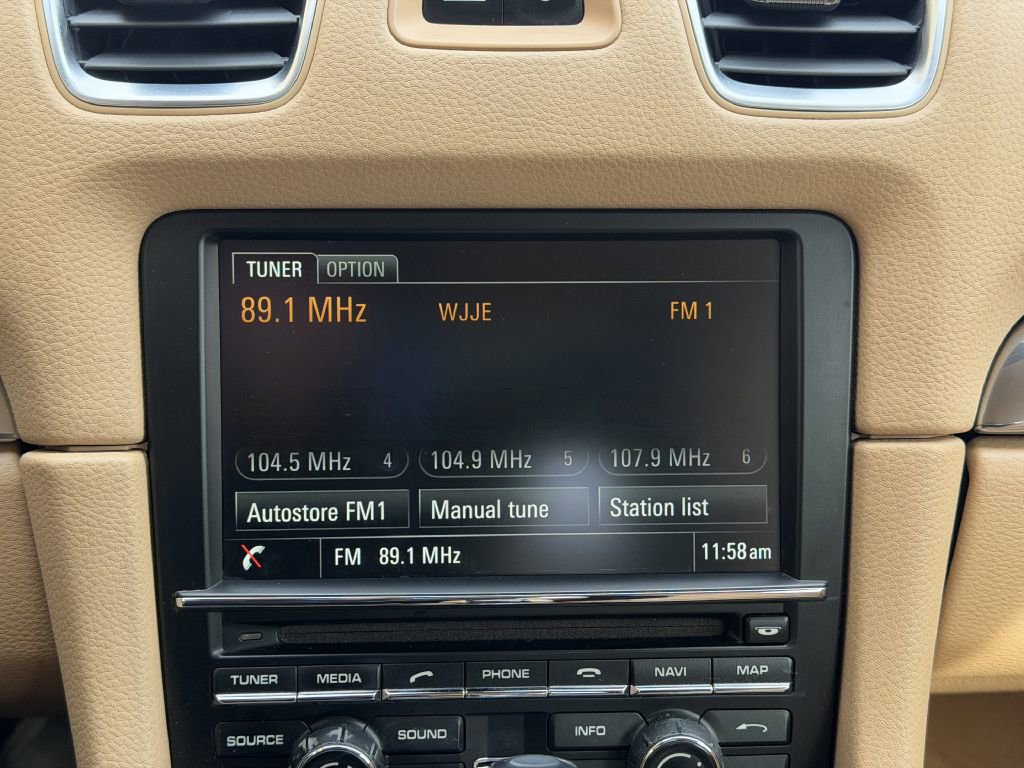 TUNER OPTION
89.1 MHz WJJE FM 1
104.5 MHz 4 104.9 MHz 5 107.9 MHz 6
Autostore FM1 Manual tune Station list
FM 89.1 MHz 11:58am
TUNER MEDIA PHONE NAVI MAP
SOURCE SOUND INFO